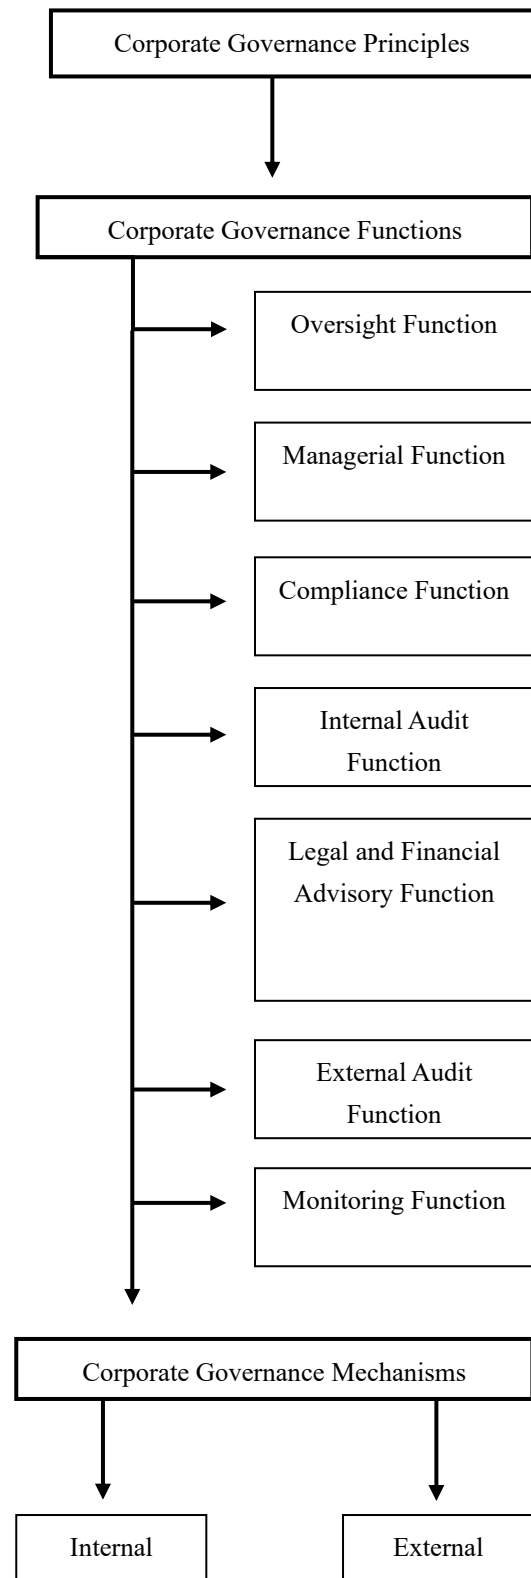 Corporate Governance Principles
Corporate Governance Functions
Oversight Function
Managerial Function
Compliance Function
Internal Audit
Function
Legal and Financial
Advisory Function
External Audit
Function
Monitoring Function
Corporate Governance Mechanisms
Internal
External